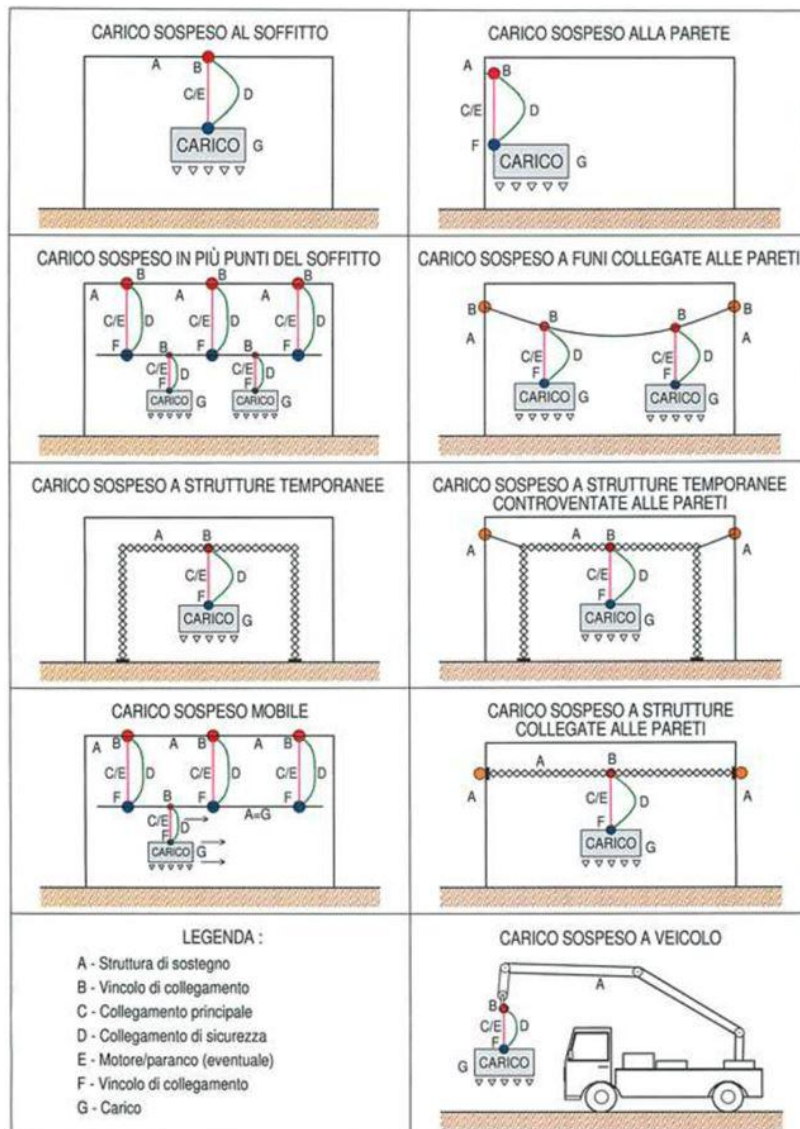 CARICO SOSPESO AL SOFFITTO
A
B
C/E
D
CARICO
G
CARICO SOSPESO ALLA PARETE
A
B
C/E
D
F
CARICO
G
CARICO SOSPESO IN PIÙ PUNTI DEL SOFFITTO
B B B
A A A
C/E D C/E D C/E D
F B F B F
C/E D C/E D
F F
CARICO G CARICO G
CARICO SOSPESO A FUNI COLLEGATE ALLE PARETI
B B B B
A A
C/E D C/E D
F F
CARICO G CARICO G
CARICO SOSPESO A STRUTTURE TEMPORANEE
A B
C/E D
F
CARICO G
CARICO SOSPESO A STRUTTURE TEMPORANEE
CONTROVENTATE ALLE PARETI
A A B A
C/E D
F
CARICO G
CARICO SOSPESO MOBILE
A B A B A B
C/E D C/E D C/E D
F B F A=G F
C/E D
F
CARICO G
CARICO SOSPESO A STRUTTURE
COLLEGATE ALLE PARETI
A B
A A
C/E D
F
CARICO G
LEGENDA :
A - Struttura di sostegno
B - Vincolo di collegamento
C - Collegamento principale
D - Collegamento di sicurezza
E - Motore/paranco (eventuale)
F - Vincolo di collegamento
G - Carico
CARICO SOSPESO A VEICOLO
A
B
C/E D
F
G CARICO